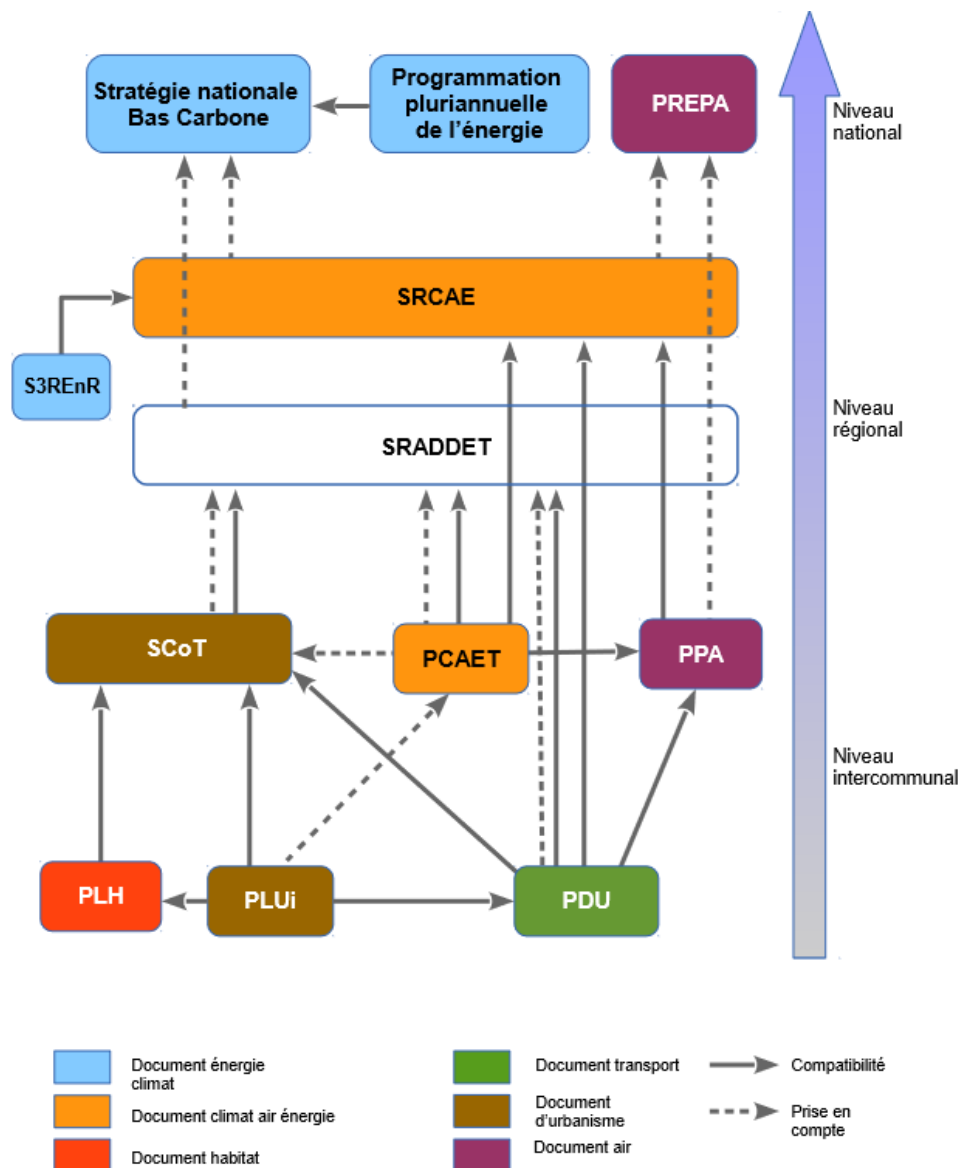 Stratégie nationale
Bas Carbone
Programmation
pluriannuelle
de l'énergie
PREPA
Niveau
national
SRCAE
S3REnR
Niveau
régional
SRADDET
SCoT
PCAET
PPA
Niveau
intercommunal
PLH
PLUi
PDU
Document énergie
climat
Document transport
Compatibilité
Document climat air énergie
Document
d'urbanisme
Prise en
compte
Document habitat
Document air